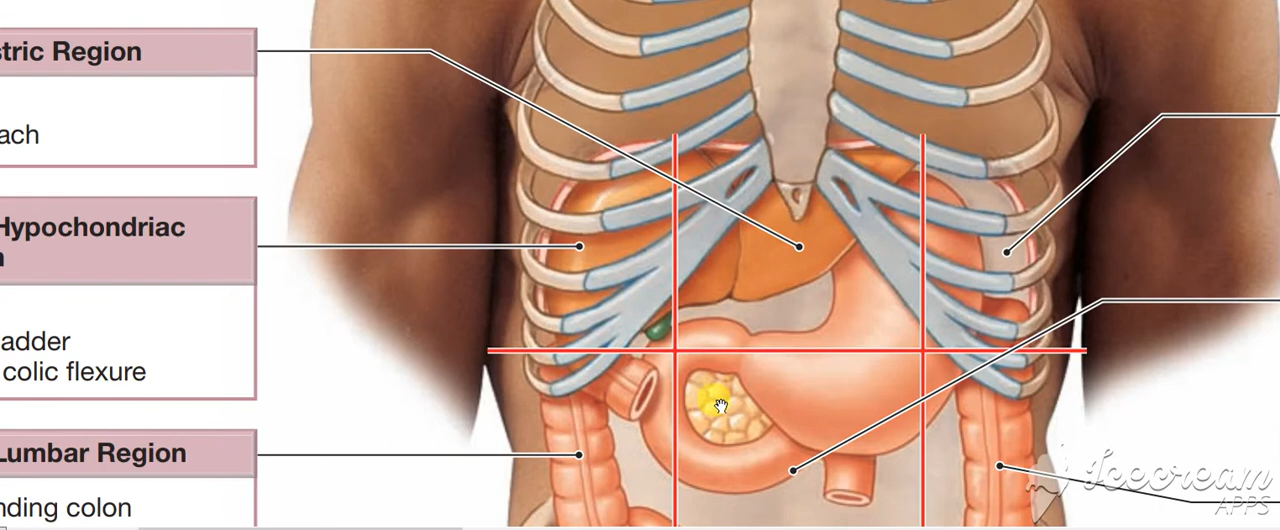 stric Region
ach
Hypochondriac
n
adder
colic flexure
Lumbar Region
nding colon
Icecream
APPS